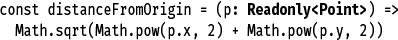 const distanceFromOrigin = (p: Readonly<Point>) =>
  Math.sqrt(Math.pow(p.x, 2) + Math.pow(p.y, 2))